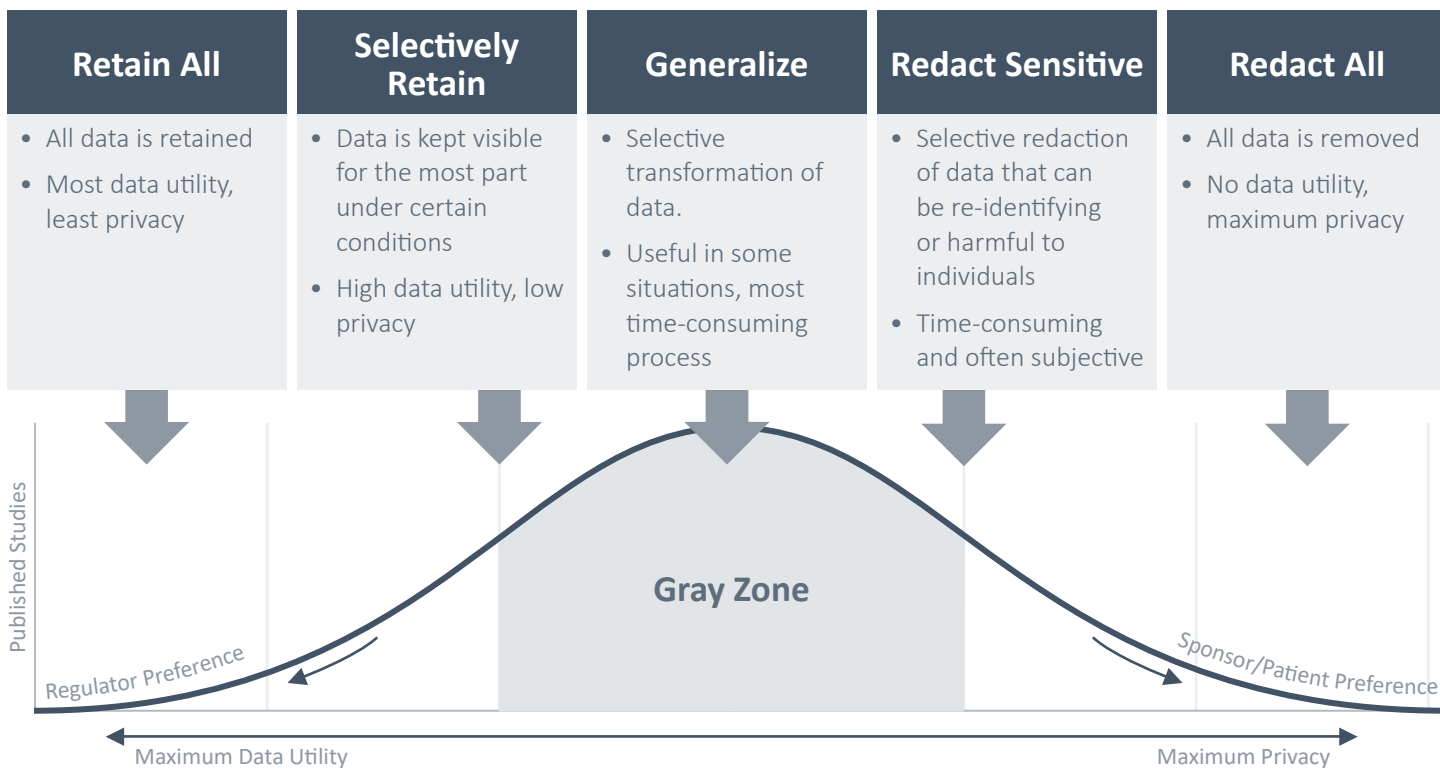 Retain All
Selectively
Retain
Generalize
Redact Sensitive
Redact All
• All data is retained
• Most data utility,
least privacy
• Data is kept visible
for the most part
under certain
conditions
• High data utility, low
privacy
• Selective
transformation of
data.
• Useful in some
situations, most
time-consuming
process
• Selective redaction
of data that can
be re-identifying
or harmful to
individuals
• Time-consuming
and often subjective
• All data is removed
• No data utility,
maximum privacy
Published Studies
Gray Zone
Regulator Preference
Sponsor/Patient Preference
Maximum Data Utility
Maximum Privacy